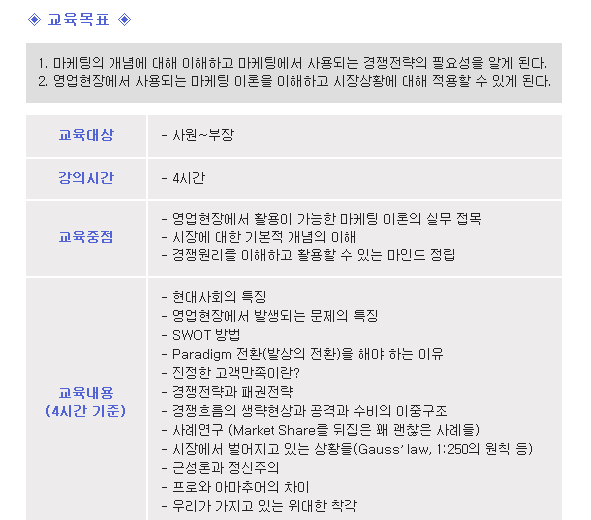 ◈ 교육목표 ◈
1. 마케팅의 개념에 대해 이해하고 마케팅에서 사용되는 경쟁전략의 필요성을 알게 된다.
2. 영업현장에서 사용되는 마케팅 이론을 이해하고 시장상황에 대해 적용할 수 있게 된다.
교육대상
- 사원~부장
강의시간
- 4시간
교육중점
- 영업현장에서 활용이 가능한 마케팅 이론의 실무 접목
- 시장에 대한 기본적 개념의 이해
- 경쟁원리를 이해하고 활용할 수 있는 마인드 정립
교육내용
(4시간 기준)
- 현대사회의 특징
- 영업현장에서 발생되는 문제의 특징
- SWOT 방법
- Paradigm 전환(발상의 전환)을 해야 하는 이유
- 진정한 고객만족이란?
- 경쟁전략과 패권전략
- 경쟁흐름의 생략현상과 공격과 수비의 이중구조
- 사례연구 (Market Share를 뒤집은 꽤 괜찮은 사례들)
- 시장에서 벌어지고 있는 상황들(Gauss' law, 1:250의 원칙 등)
- 근성론과 정신주의
- 프로와 아마추어의 차이
- 우리가 가지고 있는 위대한 착각